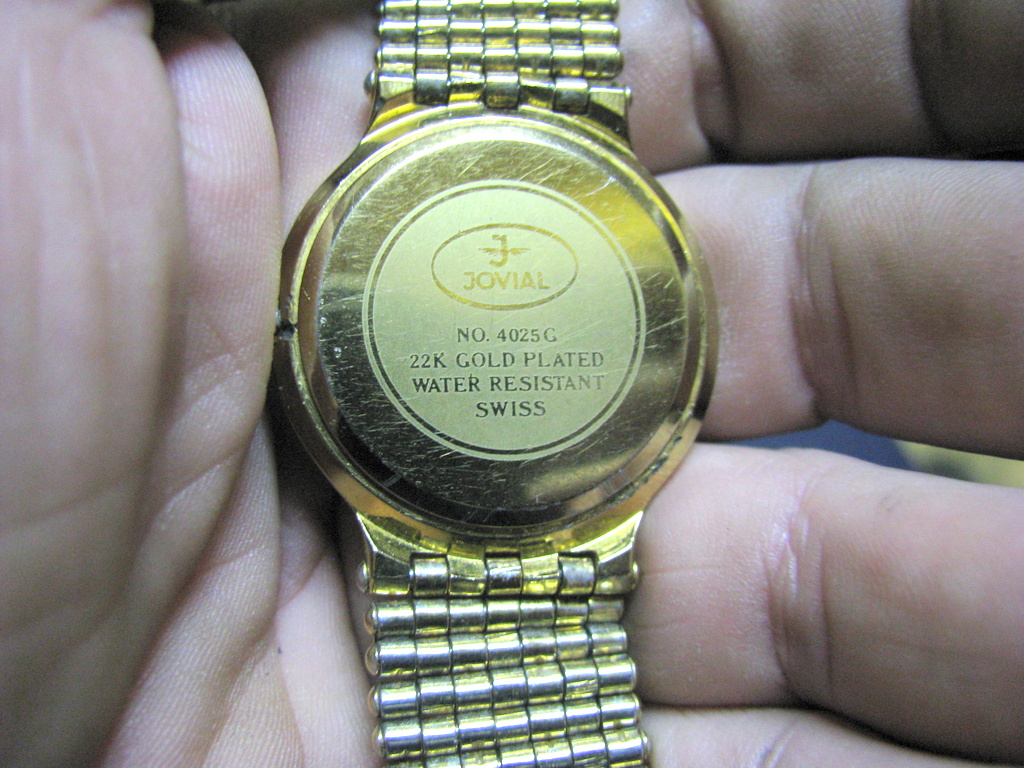 J
JOVIAL
NO. 4025G
22K GOLD PLATED
WATER RESISTANT
SWISS